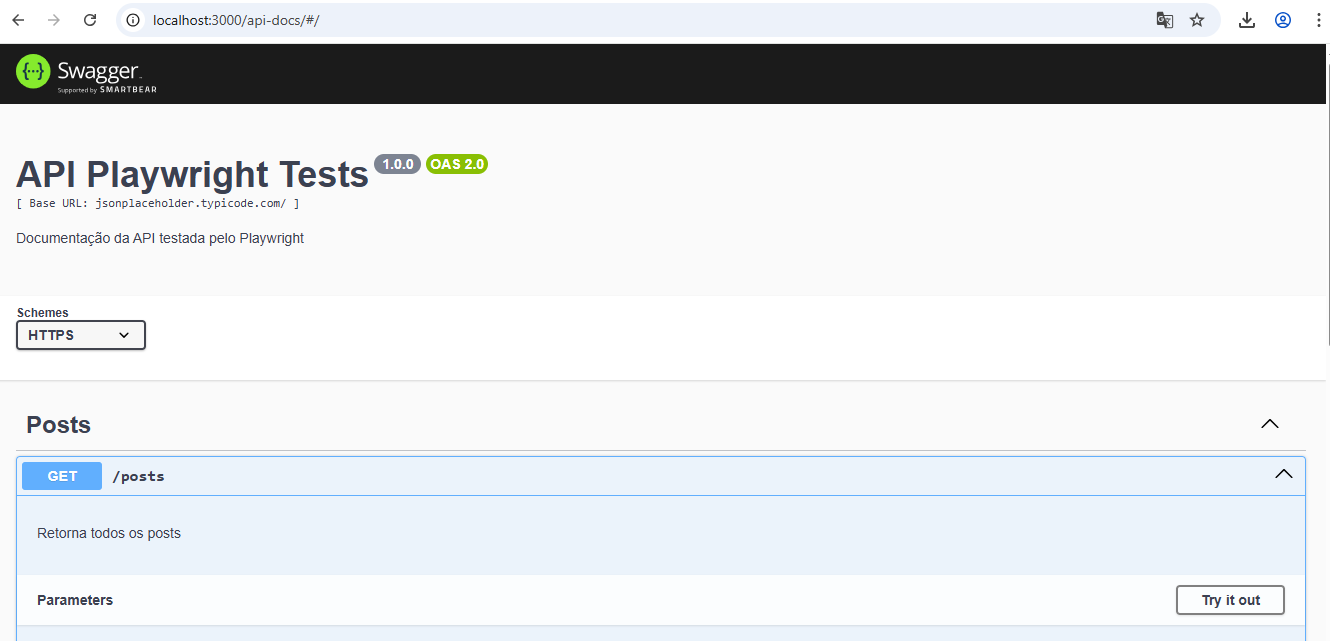 localhost:3000/api-docs/#/
Swagger
Supported by SMARTBEAR
API Playwright Tests 1.0.0 OAS 2.0
[ Base URL: jsonplaceholder.typicode.com/ ]
Documentação da API testada pelo Playwright
Schemes
HTTPS
Posts
GET /posts
Retorna todos os posts
Parameters
Try it out